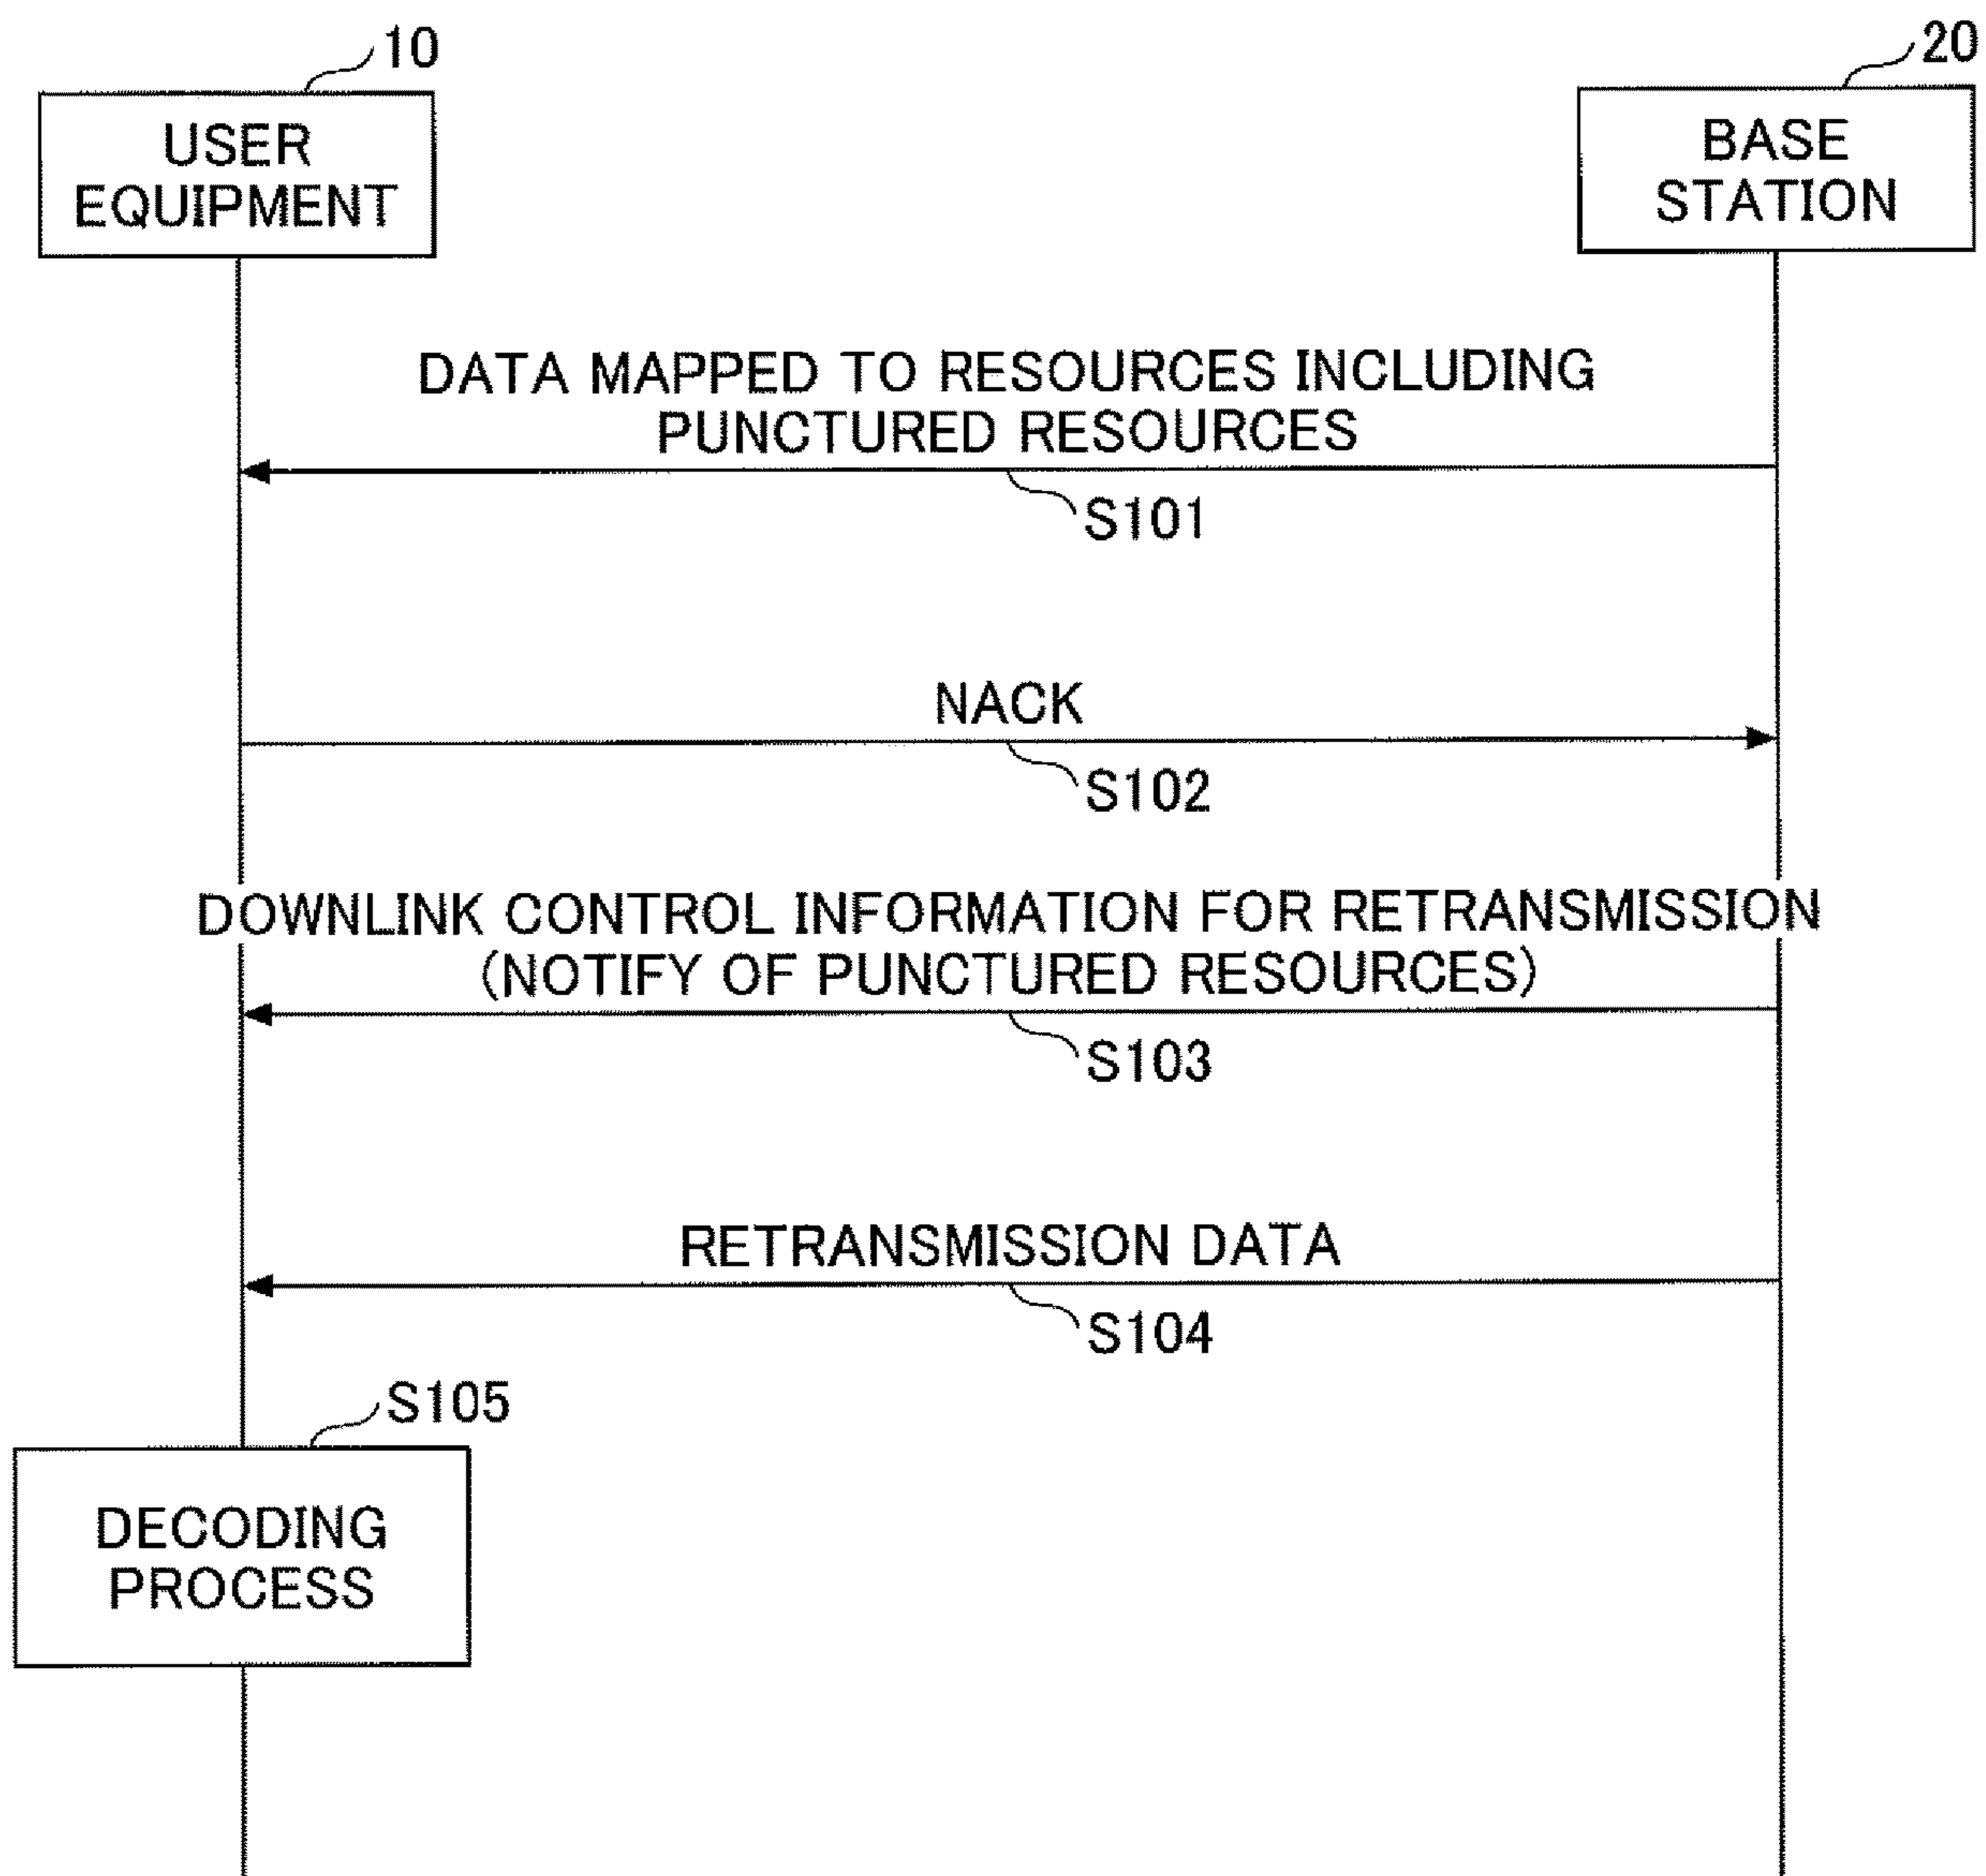 10
20
USER
EQUIPMENT
BASE
STATION
DATA MAPPED TO RESOURCES INCLUDING
PUNCTURED RESOURCES
S101
NACK
S102
DOWNLINK CONTROL INFORMATION FOR RETRANSMISSION
(NOTIFY OF PUNCTURED RESOURCES)
S103
RETRANSMISSION DATA
S104
S105
DECODING
PROCESS